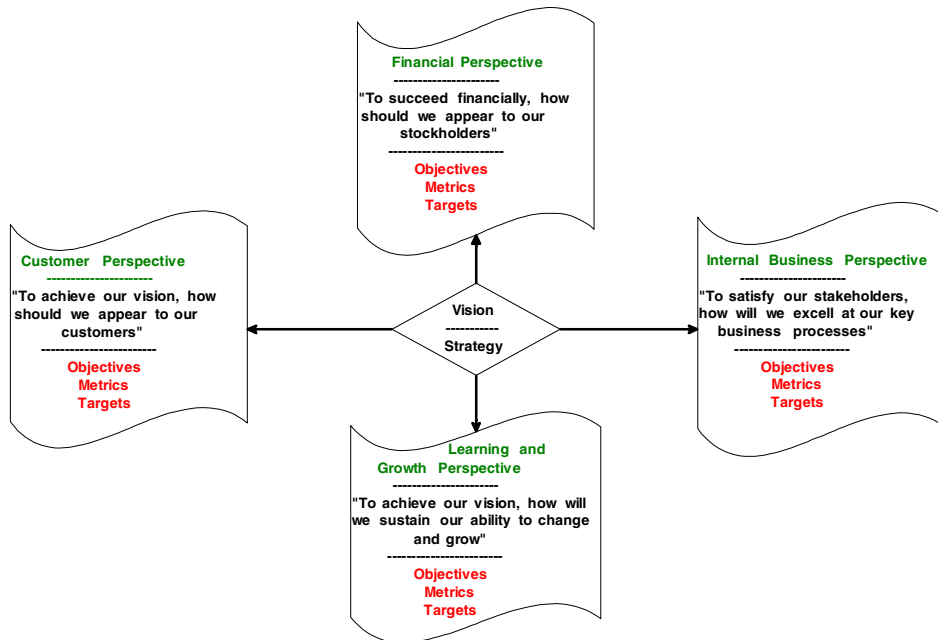 Financial Perspective
----------------------
"To succeed financially, how
should we appear to our
stockholders"
------------------------
Objectives
Metrics
Targets
Customer Perspective
----------------------
"To achieve our vision, how
should we appear to our
customers"
------------------------
Objectives
Metrics
Targets
Vision
-----------
Strategy
Internal Business Perspective
----------------------
"To satisfy our stakeholders,
how will we excell at our key
business processes"
------------------------
Objectives
Metrics
Targets
Learning and
Growth Perspective
----------------------
"To achieve our vision, how will
we sustain our ability to change
and grow"
------------------------
Objectives
Metrics
Targets